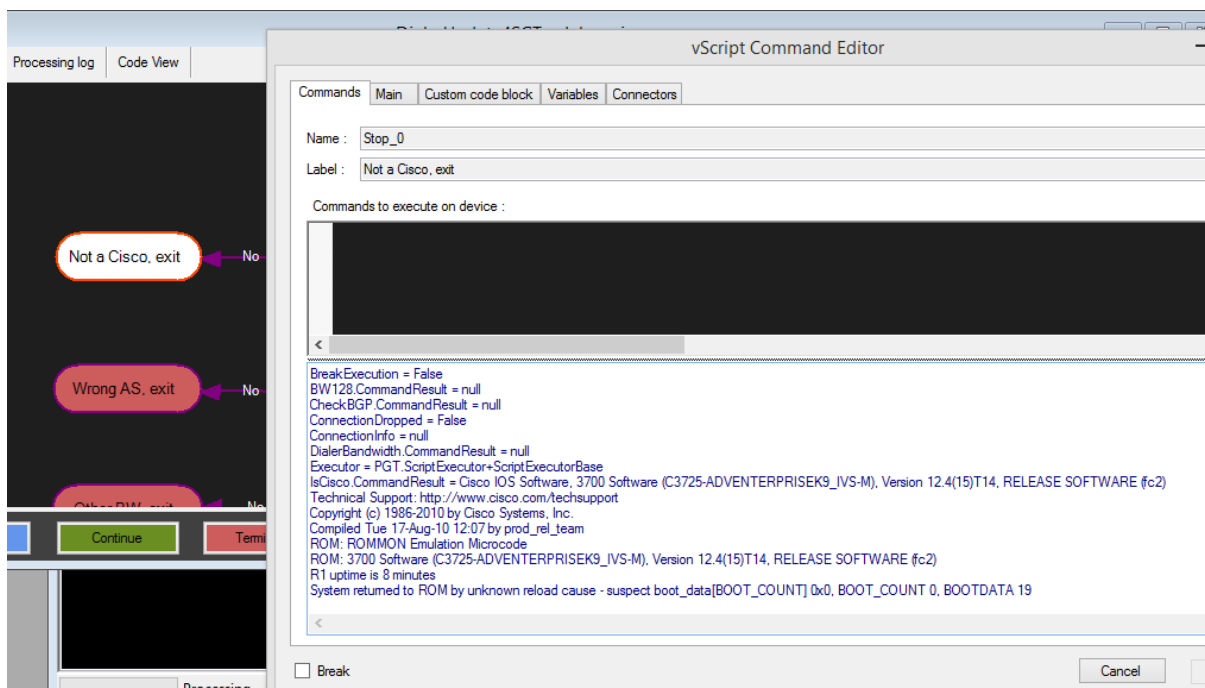 vScript Command Editor
Processing log Code View
Commands Main Custom code block Variables Connectors
Name : Stop_0
Label : Not a Cisco, exit
Commands to execute on device :
Not a Cisco, exit No
Wrong AS, exit No
Other BW, exit No
Continue
BreakExecution = False
BW128.CommandResult = null
CheckBGP.CommandResult = null
ConnectionDropped = False
ConnectionInfo = null
DialerBandwidth.CommandResult = null
Executor = PGT.ScriptExecutor+ScriptExecutorBase
IsCisco.CommandResult = Cisco IOS Software, 3700 Software (C3725-ADVENTERPRISEK9_IVS-M), Version 12.4(15)T14, RELEASE SOFTWARE (fc2)
Technical Support: http://www.cisco.com/techsupport
Copyright (c) 1986-2010 by Cisco Systems, Inc.
Compiled Tue 17-Aug-10 12:07 by prod_rel_team
ROM: ROMMON Emulation Microcode
ROM: 3700 Software (C3725-ADVENTERPRISEK9_IVS-M), Version 12.4(15)T14, RELEASE SOFTWARE (fc2)
R1 uptime is 8 minutes
System returned to ROM by unknown reload cause - suspect boot_data[BOOT_COUNT] 0x0, BOOT_COUNT 0, BOOTDATA 19
Break
Cancel
Processing